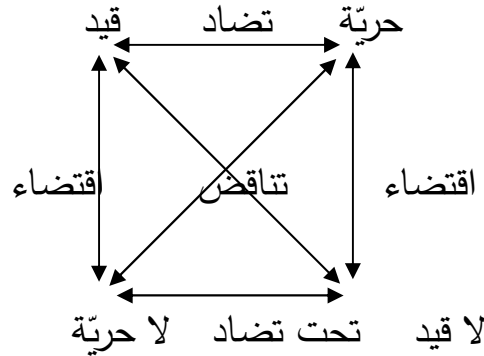 حريّة تضاد قيد
اقتضاء تناقض اقتضاء
لا قيد تحت تضاد لا حريّة